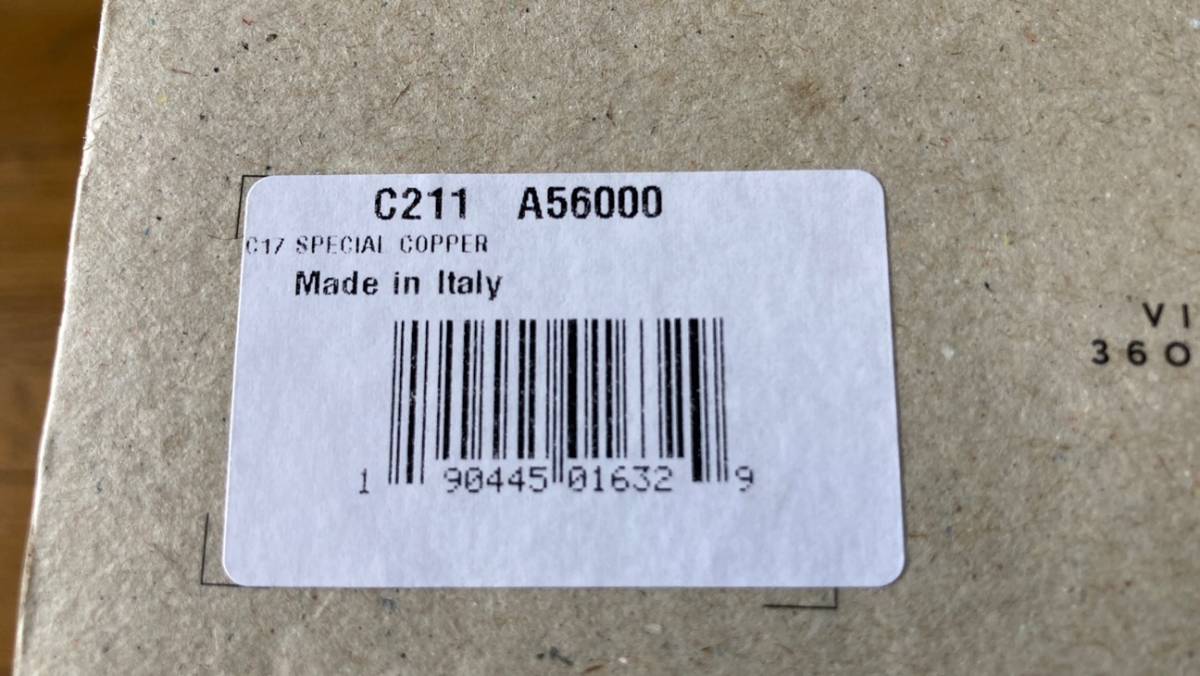 C211 A56000
C17 SPECIAL COPPER
Made in Italy
1 90445 01632 9
VI
360